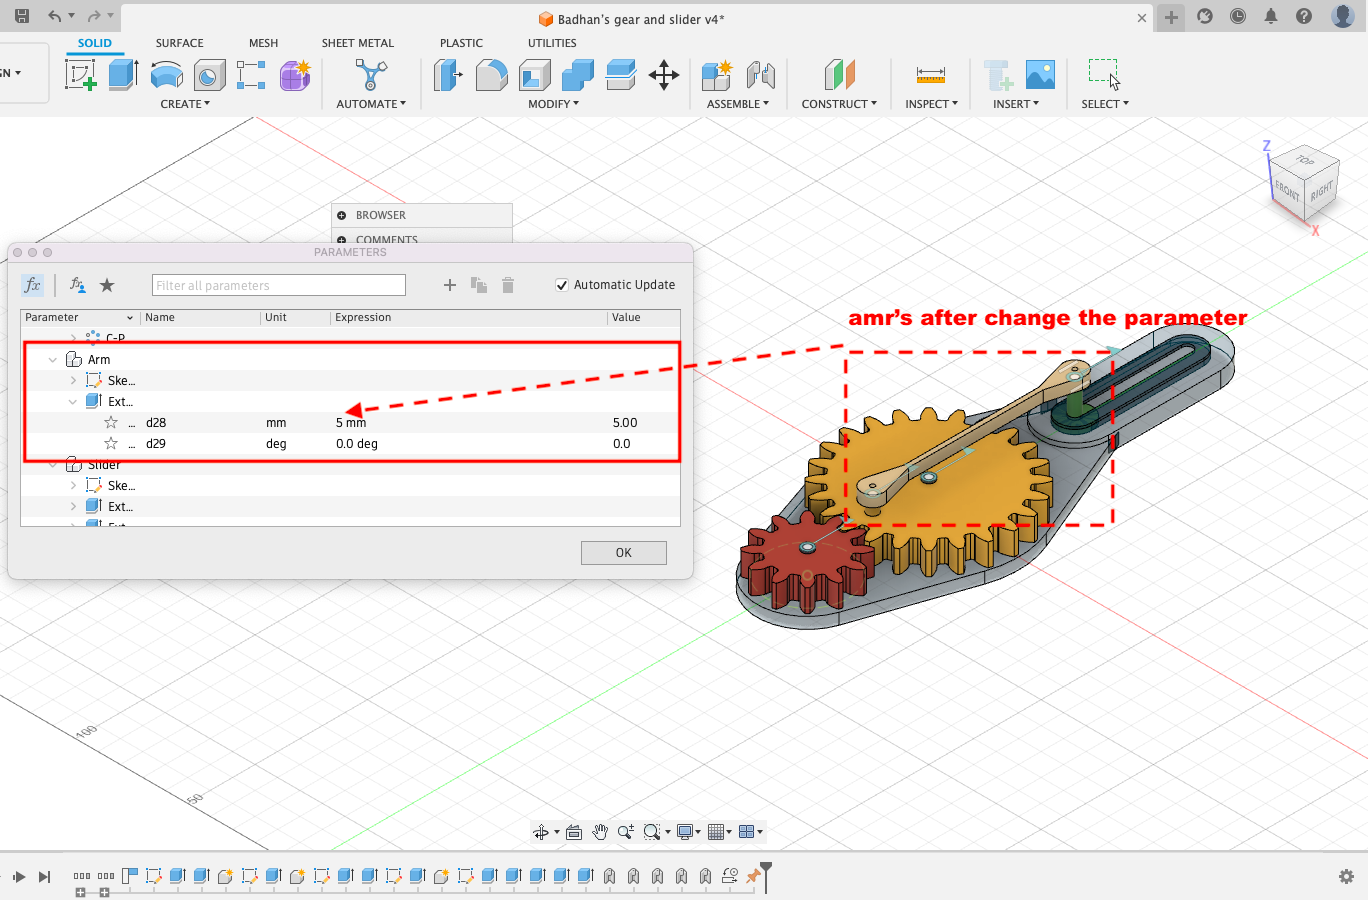 Badhan's gear and slider v4*
SOLID SURFACE MESH SHEET METAL PLASTIC UTILITIES
GN
CREATE AUTOMATE MODIFY ASSEMBLE CONSTRUCT INSPECT INSERT SELECT
Z
TOP
FRONT RIGHT
X
BROWSER
COMMENTS
PARAMETERS
fx fx Filter all parameters Automatic Update
Parameter Name Unit Expression Value
C-P
Arm
Ske...
Ext...
... d28 mm 5 mm 5.00
... d29 deg 0.0 deg 0.0
Slider
Ske...
Ext...
Ext
OK
amr's after change the parameter
100
50